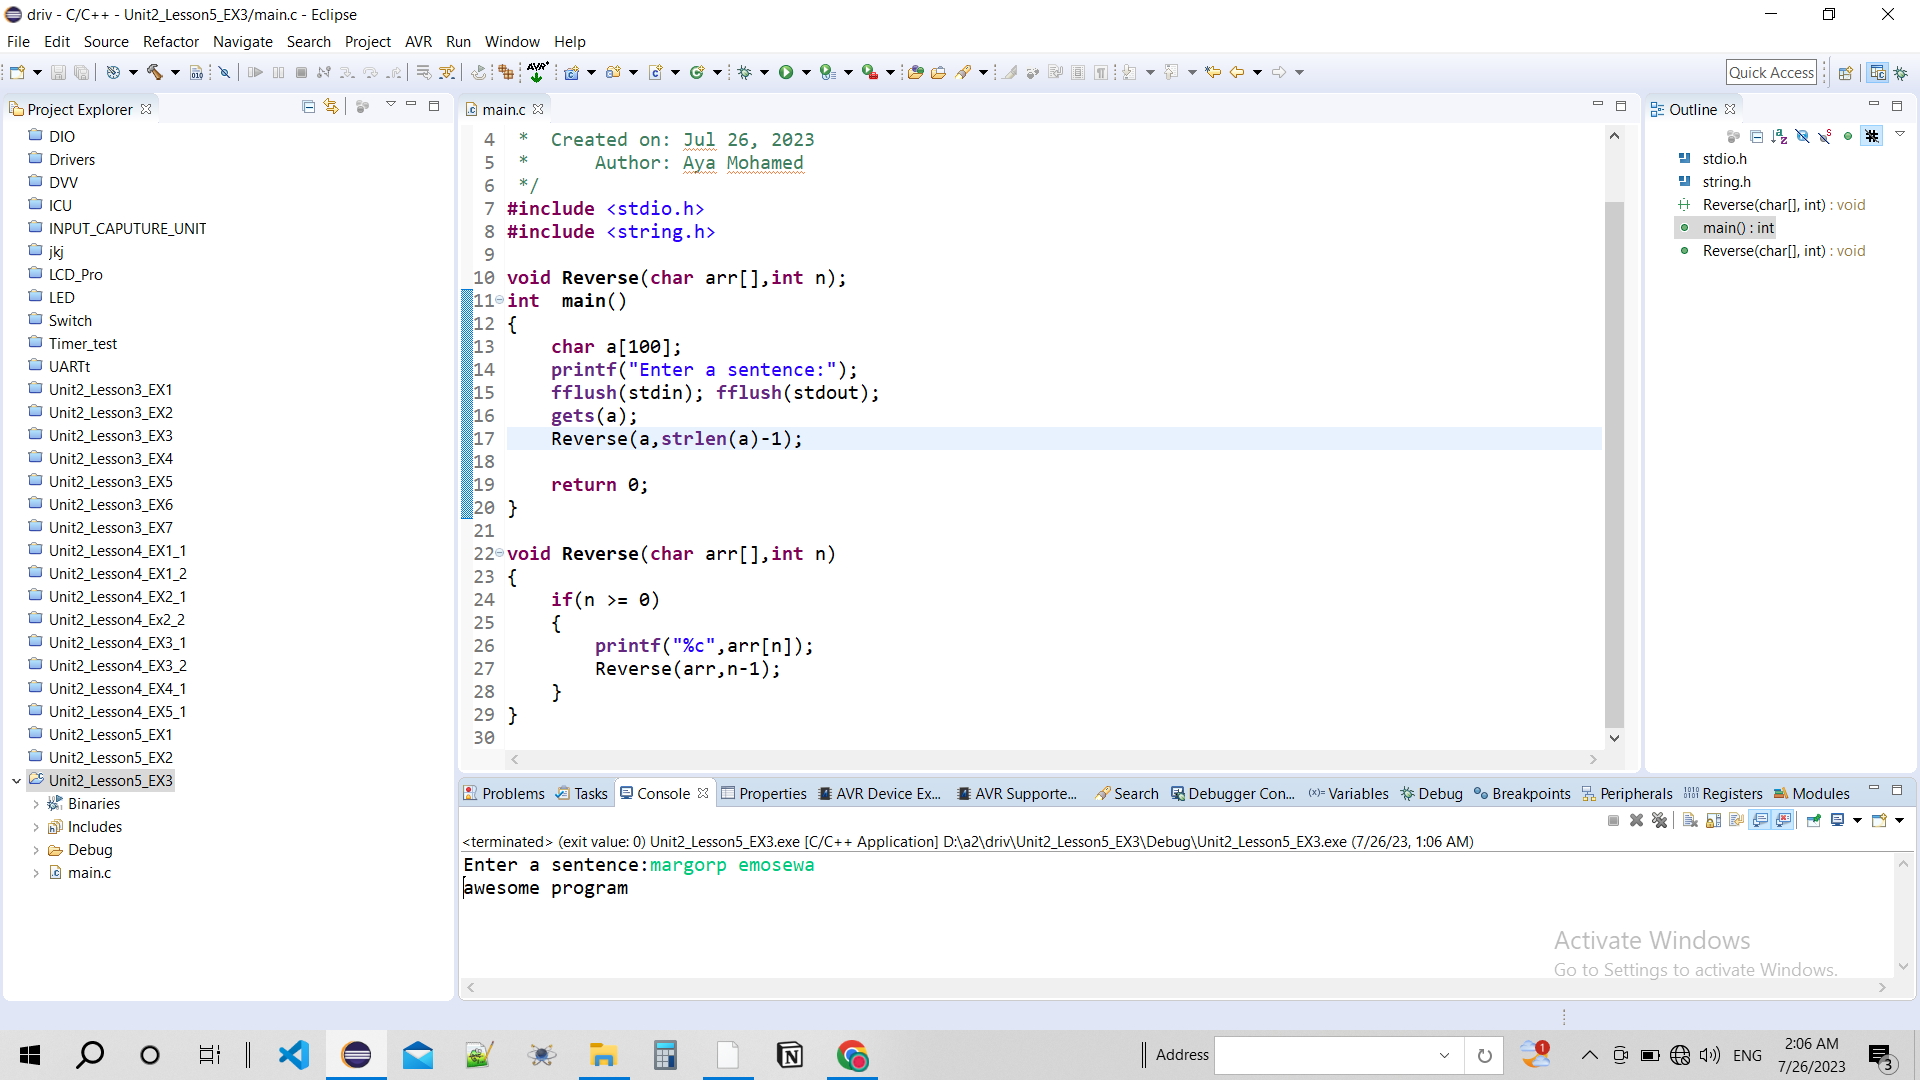 driv - C/C++ - Unit2_Lesson5_EX3/main.c - Eclipse
File Edit Source Refactor Navigate Search Project AVR Run Window Help
Quick Access
Project Explorer
DIO
Drivers
DVV
ICU
INPUT_CAPUTURE_UNIT
jkj
LCD_Pro
LED
Switch
Timer_test
UARTt
Unit2_Lesson3_EX1
Unit2_Lesson3_EX2
Unit2_Lesson3_EX3
Unit2_Lesson3_EX4
Unit2_Lesson3_EX5
Unit2_Lesson3_EX6
Unit2_Lesson3_EX7
Unit2_Lesson4_EX1_1
Unit2_Lesson4_EX1_2
Unit2_Lesson4_EX2_1
Unit2_Lesson4_Ex2_2
Unit2_Lesson4_EX3_1
Unit2_Lesson4_EX3_2
Unit2_Lesson4_EX4_1
Unit2_Lesson4_EX5_1
Unit2_Lesson5_EX1
Unit2_Lesson5_EX2
Unit2_Lesson5_EX3
Binaries
Includes
Debug
main.c
main.c
4 *  Created on: Jul 26, 2023
5 *      Author: Aya Mohamed
6 */
7 #include <stdio.h>
8 #include <string.h>
9
10 void Reverse(char arr[],int n);
11 int  main()
12 {
13     char a[100];
14     printf("Enter a sentence:");
15     fflush(stdin); fflush(stdout);
16     gets(a);
17     Reverse(a,strlen(a)-1);
18
19     return 0;
20 }
21
22 void Reverse(char arr[],int n)
23 {
24     if(n >= 0)
25     {
26         printf("%c",arr[n]);
27         Reverse(arr,n-1);
28     }
29 }
30
Outline
stdio.h
string.h
Reverse(char[], int) : void
main() : int
Reverse(char[], int) : void
Problems Tasks Console Properties AVR Device Ex... AVR Supporte... Search Debugger Con... (x)= Variables Debug Breakpoints Peripherals Registers Modules
<terminated> (exit value: 0) Unit2_Lesson5_EX3.exe [C/C++ Application] D:\a2\driv\Unit2_Lesson5_EX3\Debug\Unit2_Lesson5_EX3.exe (7/26/23, 1:06 AM)
Enter a sentence:margorp emosewa
awesome program
Activate Windows
Go to Settings to activate Windows.
Address
1
ENG
2:06 AM
7/26/2023
3